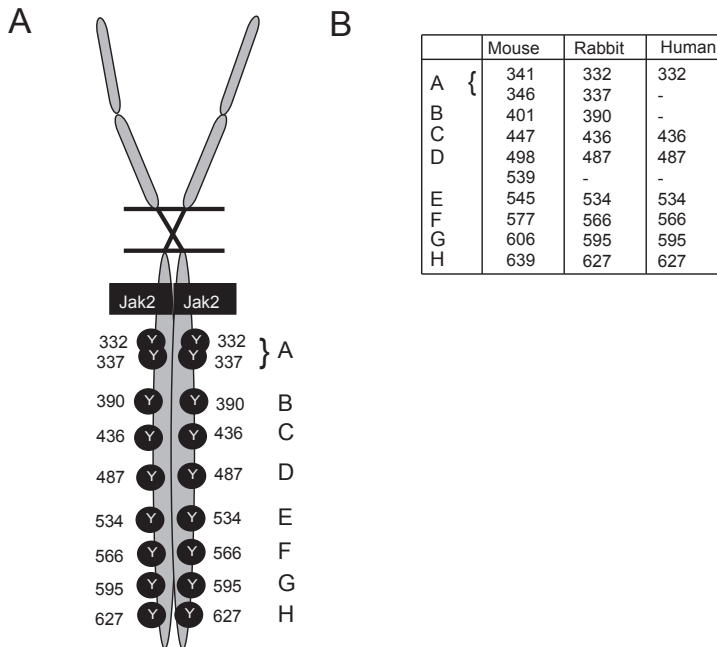 A
Jak2 Jak2
332 Y Y 332
337 Y Y 337
} A
390 Y Y 390 B
436 Y Y 436 C
487 Y Y 487 D
534 Y Y 534 E
566 Y Y 566 F
595 Y Y 595 G
627 Y Y 627 H
B
Mouse Rabbit Human
A { 341 332 332
346 337 -
B 401 390 -
C 447 436 436
D 498 487 487
539 - -
E 545 534 534
F 577 566 566
G 606 595 595
H 639 627 627